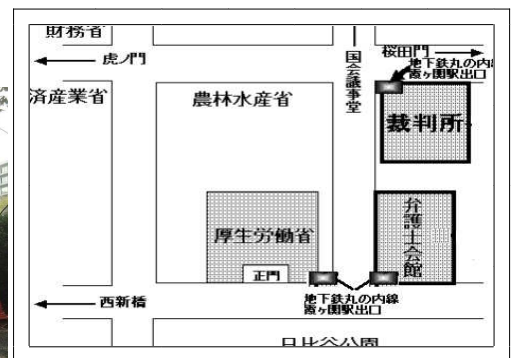 財務省
虎ノ門
国会議事堂
桜田門
地下鉄丸の内
霞ヶ関駅出口
済産業省
農林水産省
裁判所
厚生労働省
正門
弁護士会館
西新橋
地下鉄丸の内線
霞ヶ関駅出口
日比谷公園